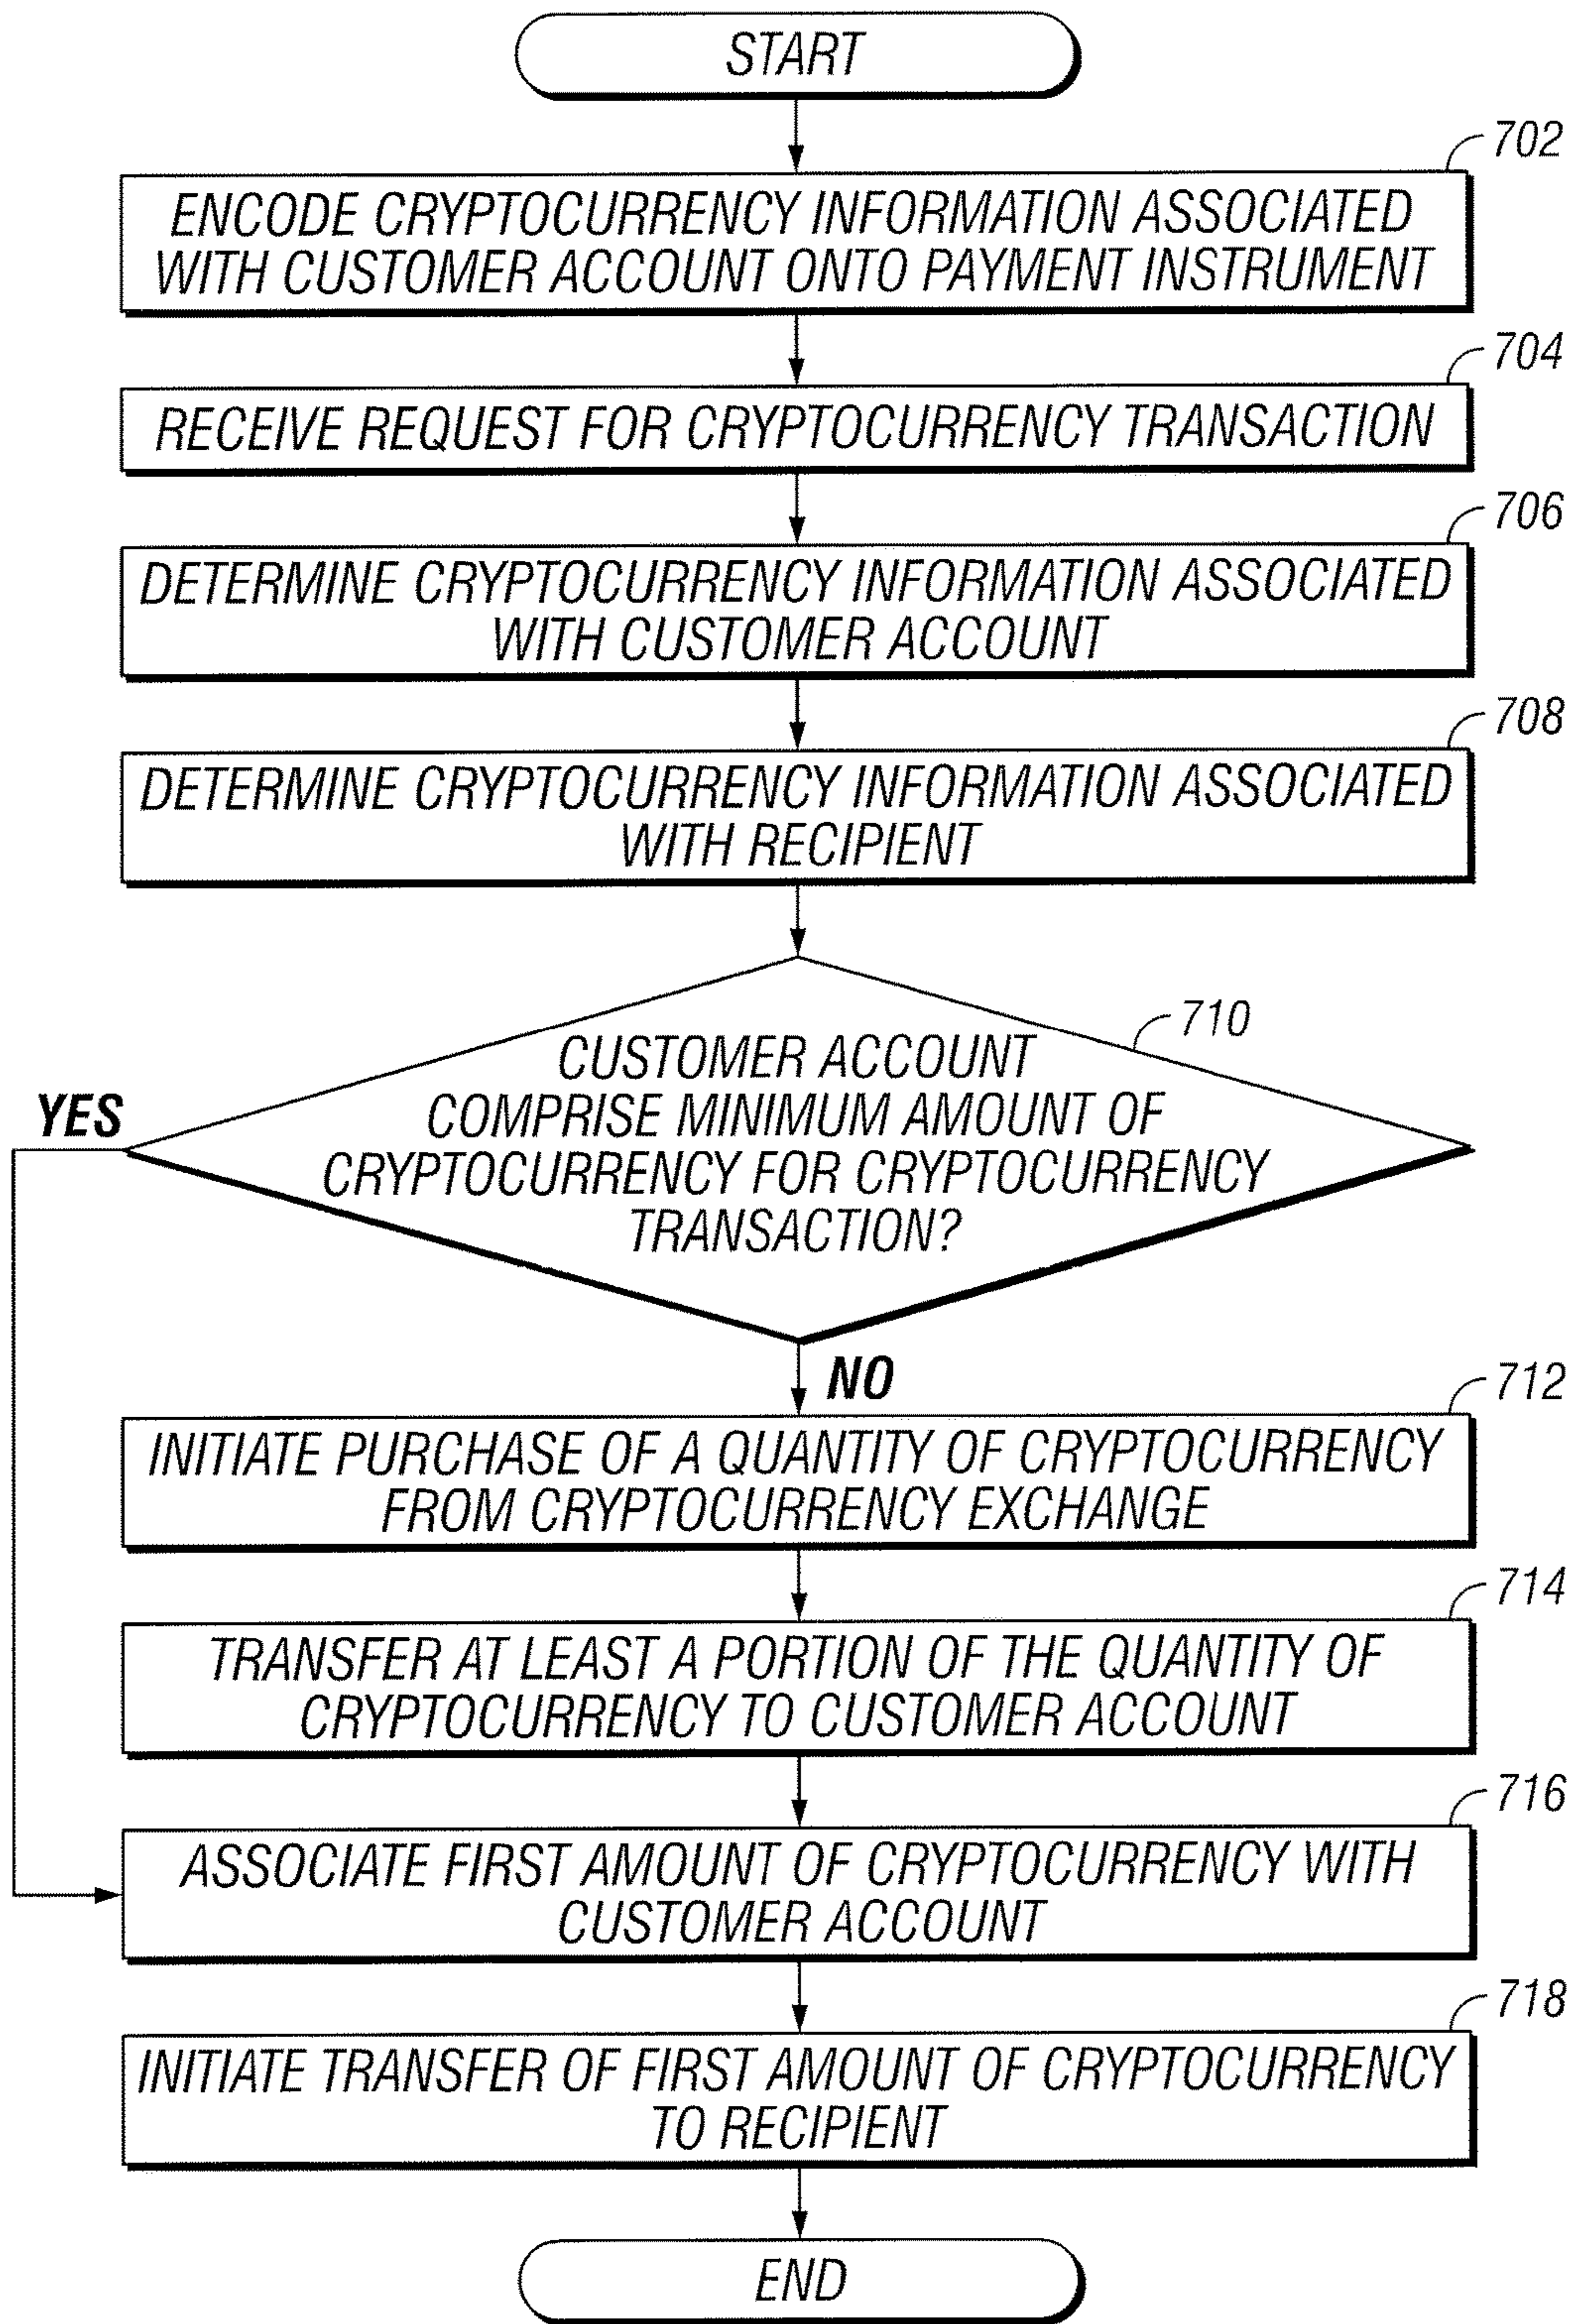 START
702
ENCODE CRYPTOCURRENCY INFORMATION ASSOCIATED
WITH CUSTOMER ACCOUNT ONTO PAYMENT INSTRUMENT
704
RECEIVE REQUEST FOR CRYPTOCURRENCY TRANSACTION
706
DETERMINE CRYPTOCURRENCY INFORMATION ASSOCIATED
WITH CUSTOMER ACCOUNT
708
DETERMINE CRYPTOCURRENCY INFORMATION ASSOCIATED
WITH RECIPIENT
710
CUSTOMER ACCOUNT
COMPRISE MINIMUM AMOUNT OF
CRYPTOCURRENCY FOR CRYPTOCURRENCY
TRANSACTION?
YES
NO
712
INITIATE PURCHASE OF A QUANTITY OF CRYPTOCURRENCY
FROM CRYPTOCURRENCY EXCHANGE
714
TRANSFER AT LEAST A PORTION OF THE QUANTITY OF
CRYPTOCURRENCY TO CUSTOMER ACCOUNT
716
ASSOCIATE FIRST AMOUNT OF CRYPTOCURRENCY WITH
CUSTOMER ACCOUNT
718
INITIATE TRANSFER OF FIRST AMOUNT OF CRYPTOCURRENCY
TO RECIPIENT
END